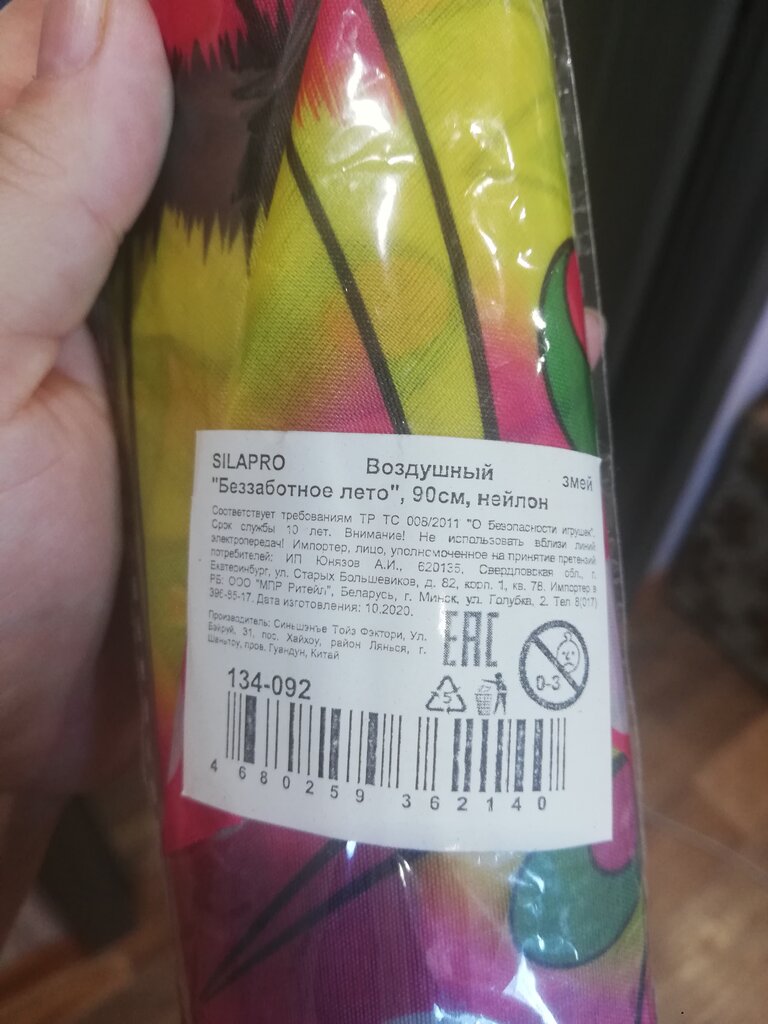 SILAPRO Воздушный змей
"Беззаботное лето", 90см, нейлон
Соответствует требованиям ТР ТС 008/2011 "О Безопасности игрушек".
Срок службы 10 лет. Внимание! Не использовать вблизи линий
электропередач! Импортер, лицо, уполномоченное на принятие претензий
потребителей: ИП Юнязов А.И., 620135, Свердловская обл., г.
Екатеринбург, ул. Старых Большевиков, д. 82, корп. 1, кв. 78. Импортер в
РБ: ООО "МПР Ритейл", Беларусь, г. Минск, ул. Голубка, 2. Тел 8(017)
396-85-17. Дата изготовления: 10.2020.
Производитель: Синьшэнъе Тойз Фэктори, Ул.
31, пос. Хайхоу, район Лянься, г.
Шаньтоу, пров. Гуандун, Китай
EAC
0-3
5
134-092
4 680259 362140